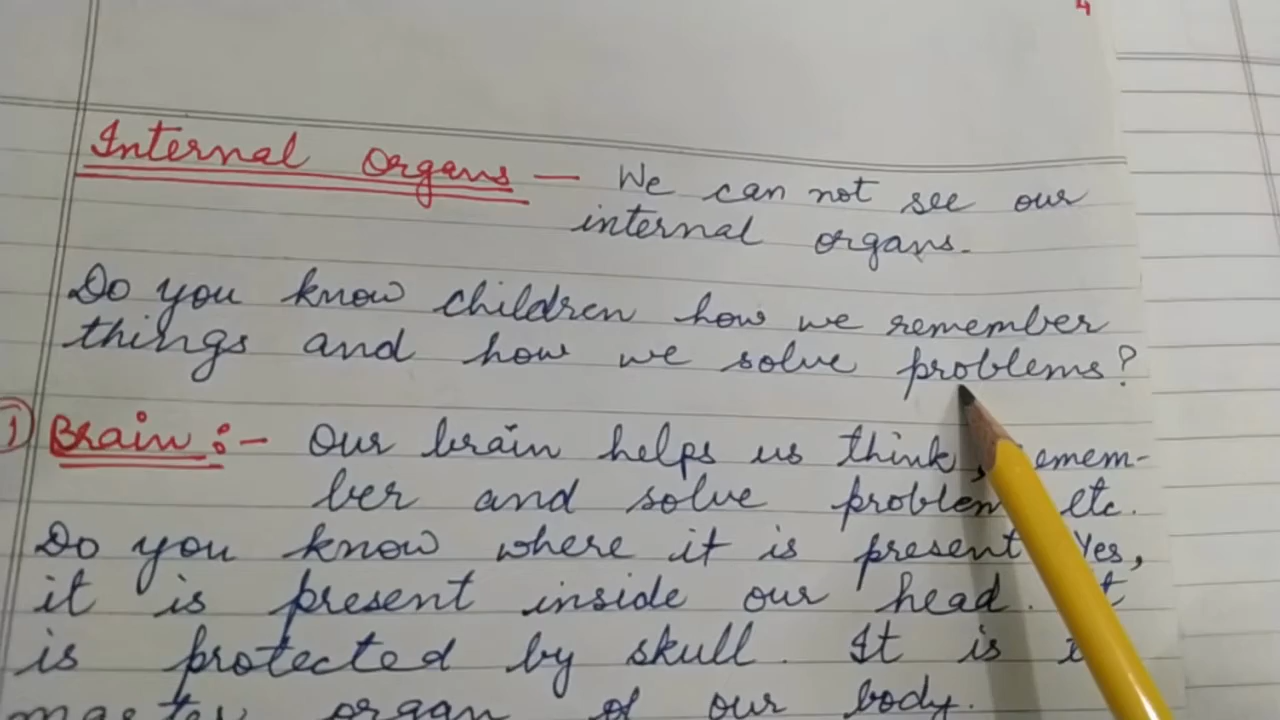 4
Internal Organs — We can not see our
internal organs.
Do you know children how we remember
things and how we solve problems?
1) Brain :- Our brain helps us think, emem-
ber and solve problem etc.
Do you know where it is present Yes,
it is present inside our head.
is protected by skull. It is
master organ of our body.